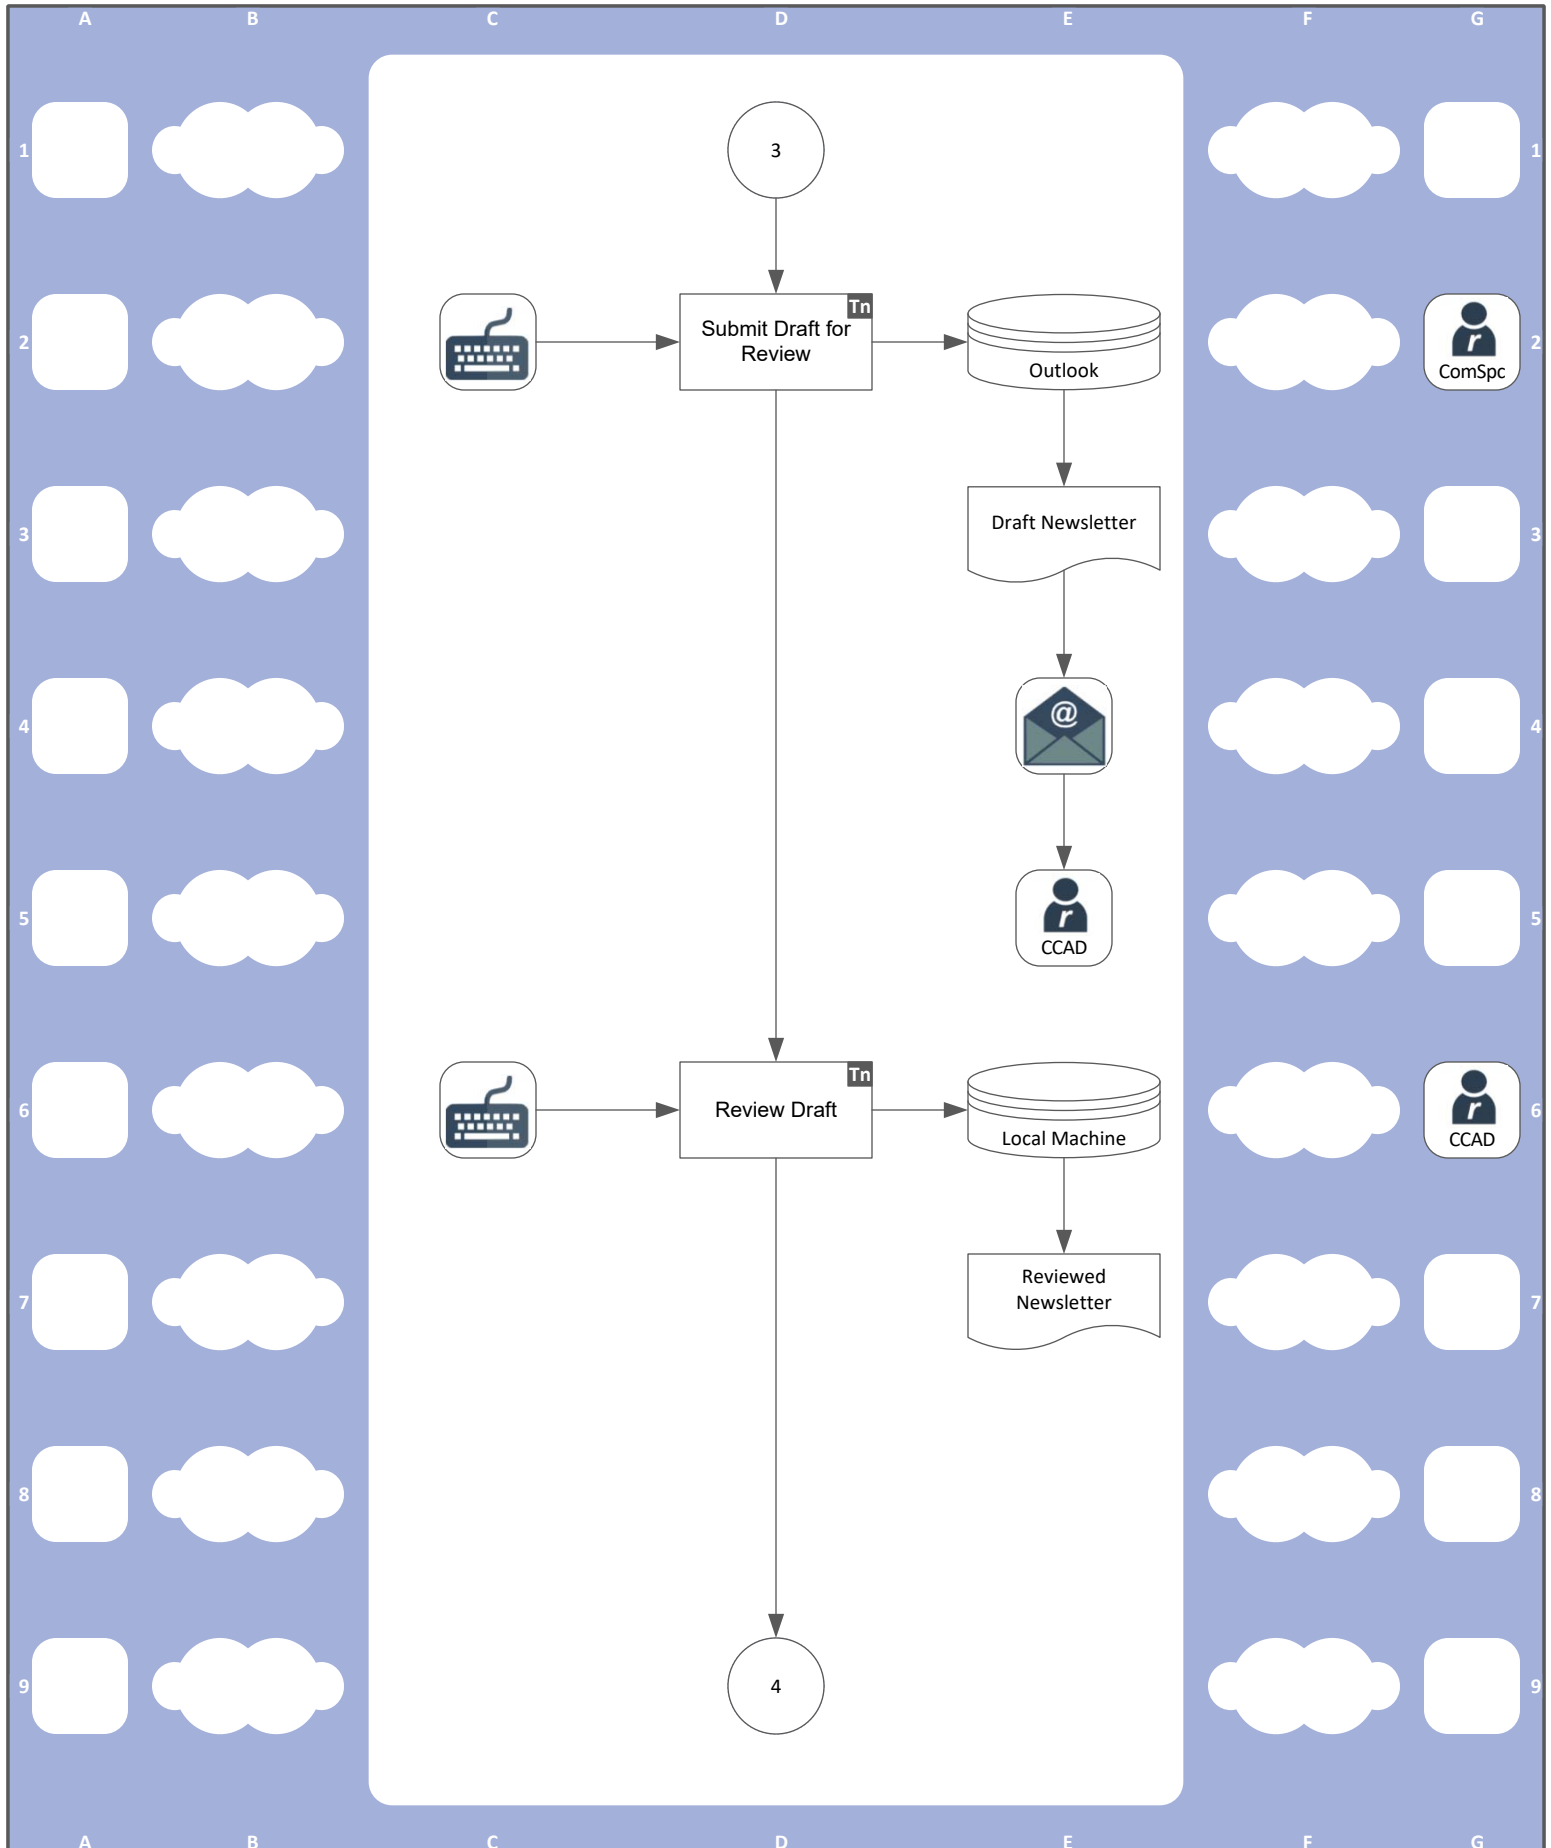 A B C D E F G
1 3 1
Tn
2 Submit Draft for r 2
Review Outlook ComSpc
3 Draft Newsletter 3
4 @ 4
5 r 5
CCAD
Tn
6 Review Draft r 6
Local Machine CCAD
Reviewed
7 Newsletter 7
8 8
9 4 9
A B C D E F G